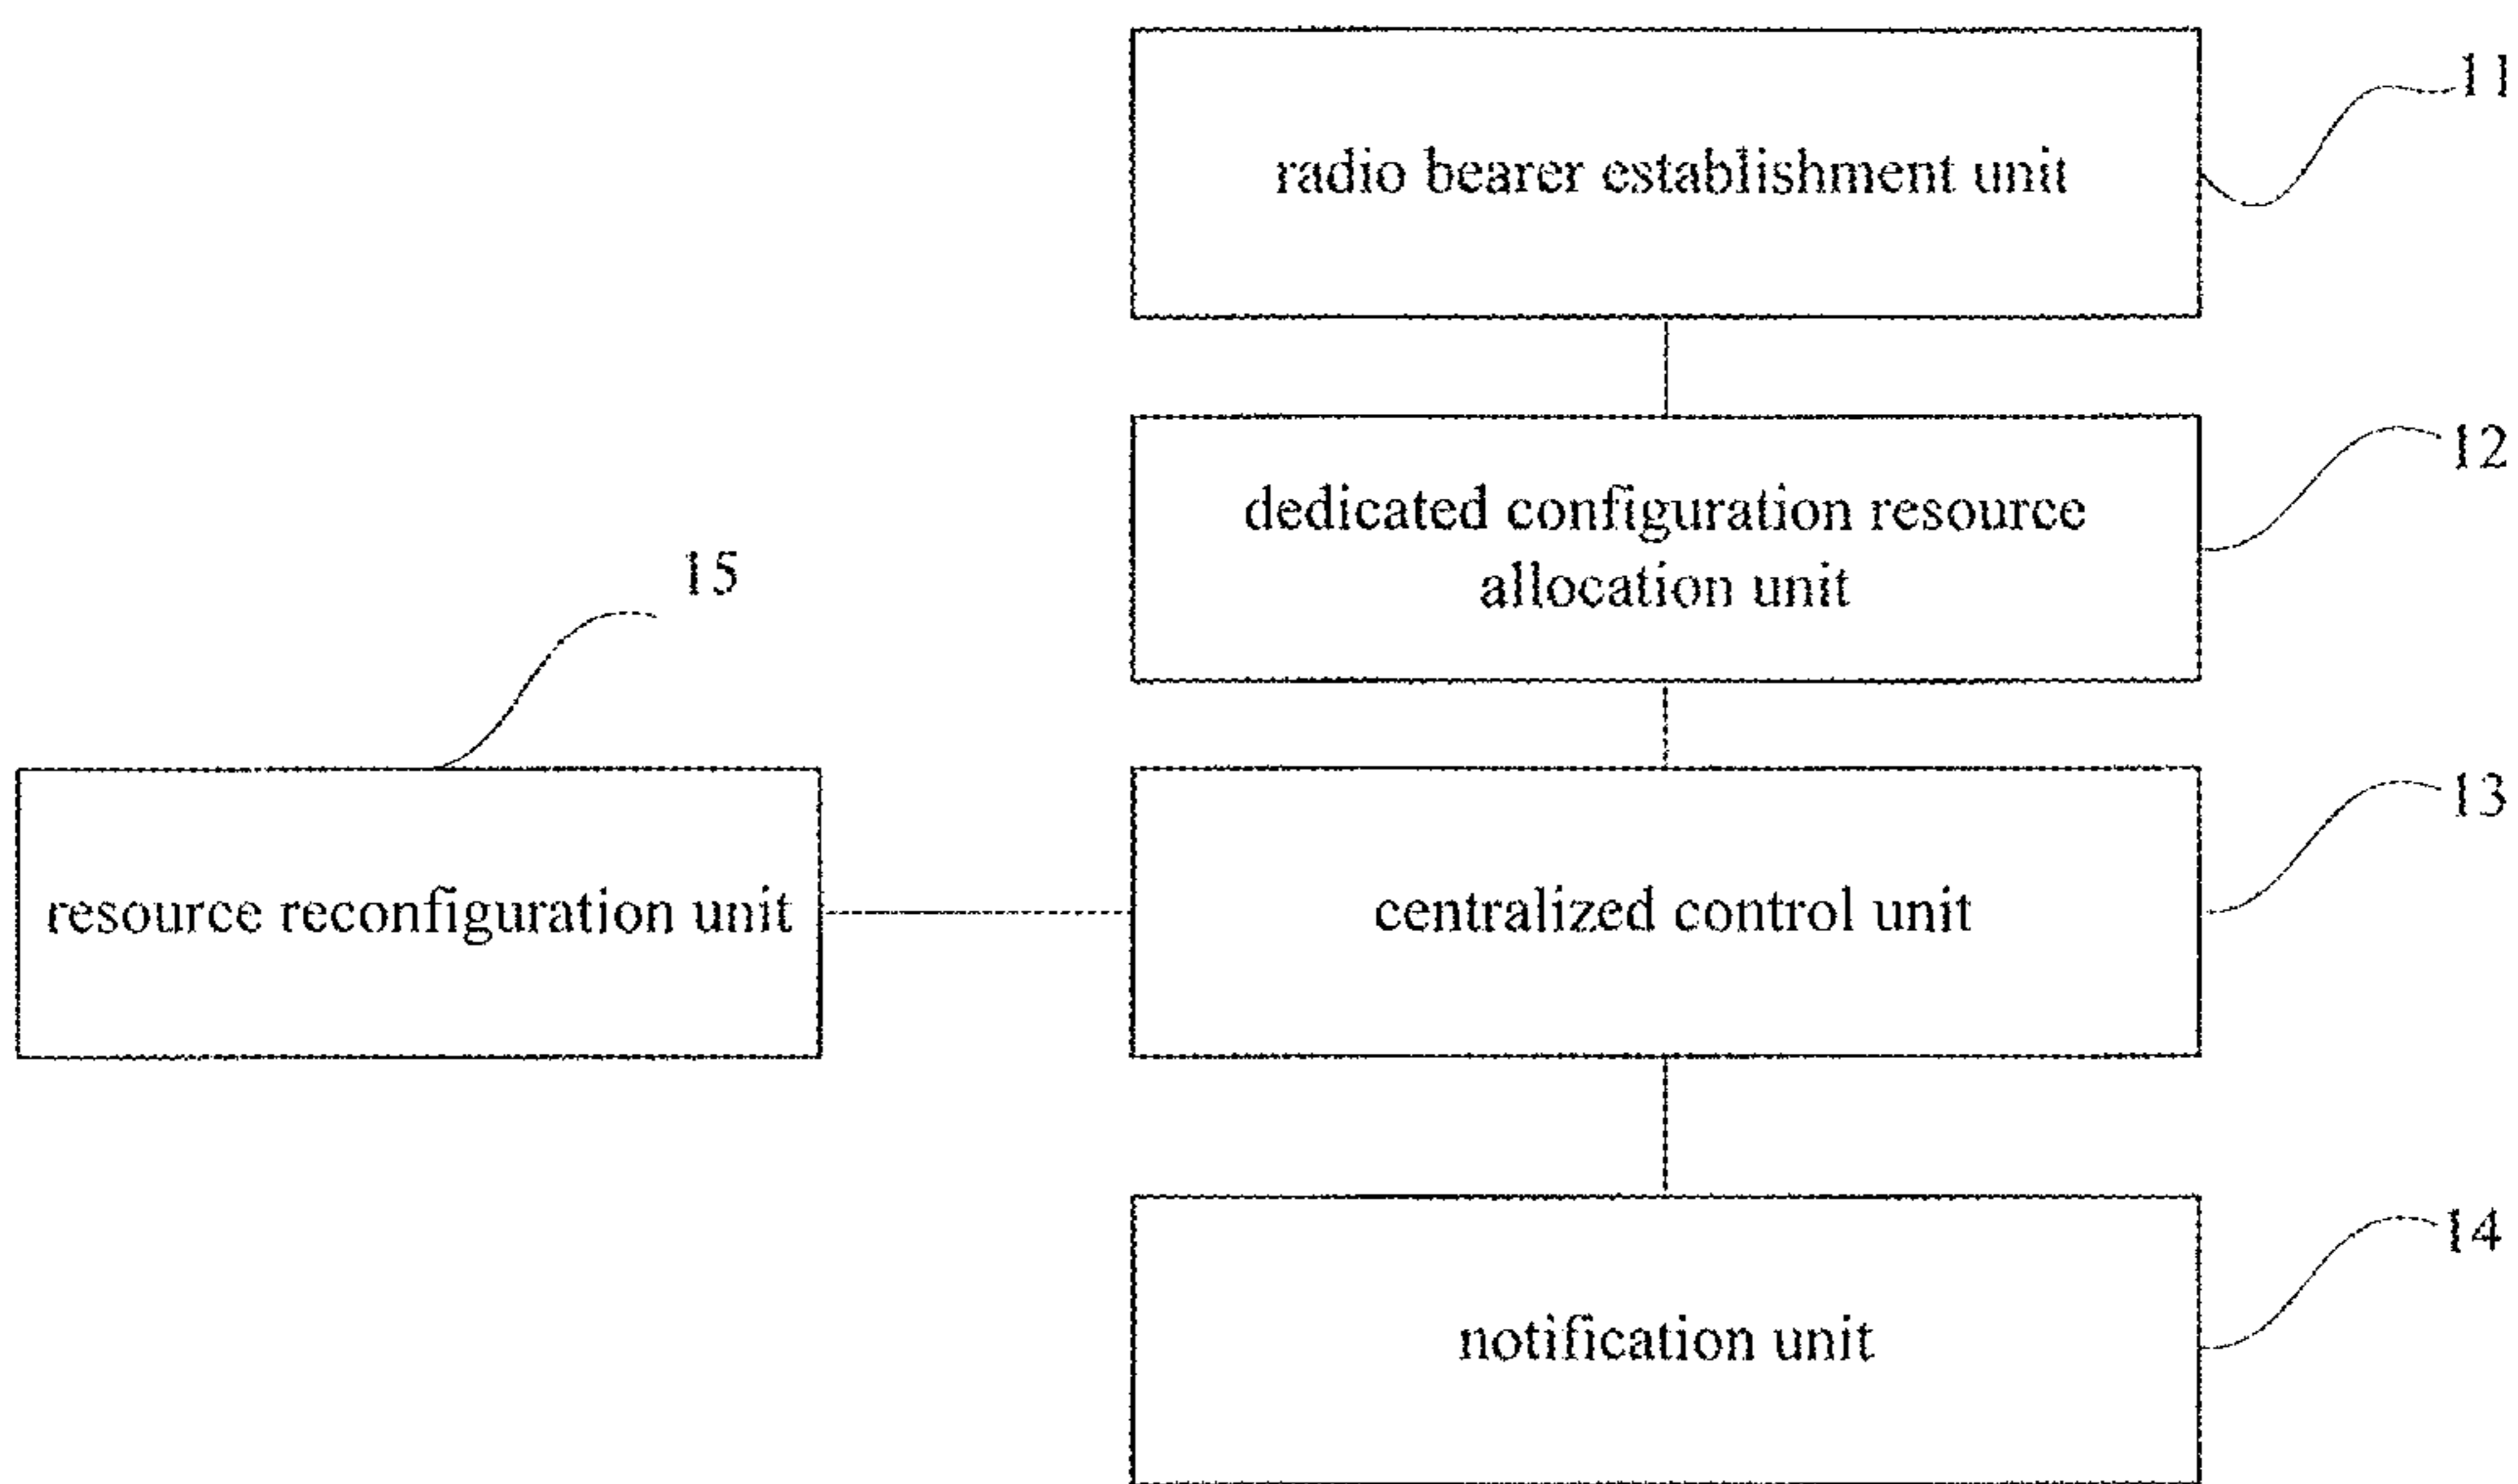 11
radio bearer establishment unit
12
dedicated configuration resource
allocation unit
15
13
resource reconfiguration unit
centralized control unit
14
notification unit